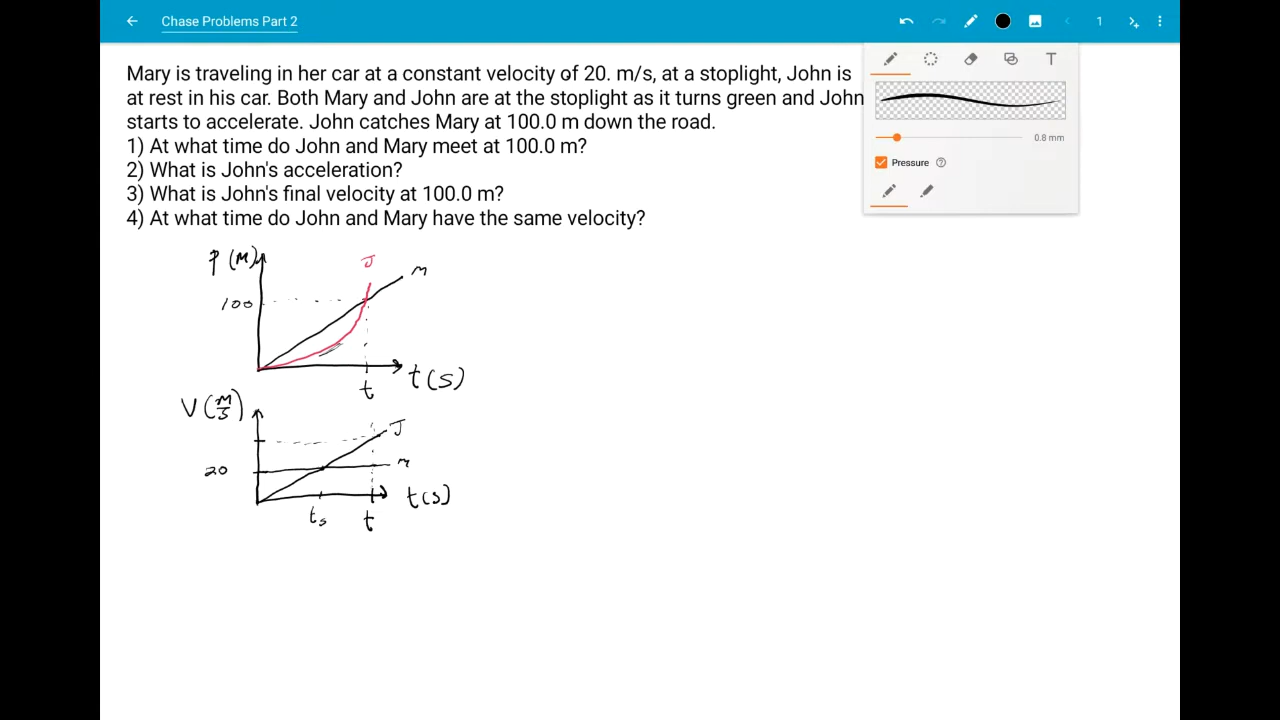 Chase Problems Part 2
1
T
0.8 mm
Pressure
Mary is traveling in her car at a constant velocity of 20. m/s, at a stoplight, John is
at rest in his car. Both Mary and John are at the stoplight as it turns green and John
starts to accelerate. John catches Mary at 100.0 m down the road.
1) At what time do John and Mary meet at 100.0 m?
2) What is John's acceleration?
3) What is John's final velocity at 100.0 m?
4) At what time do John and Mary have the same velocity?
P (M)
J
M
100
t
t(s)
V (M/S)
J
M
20
t(s)
ts
t